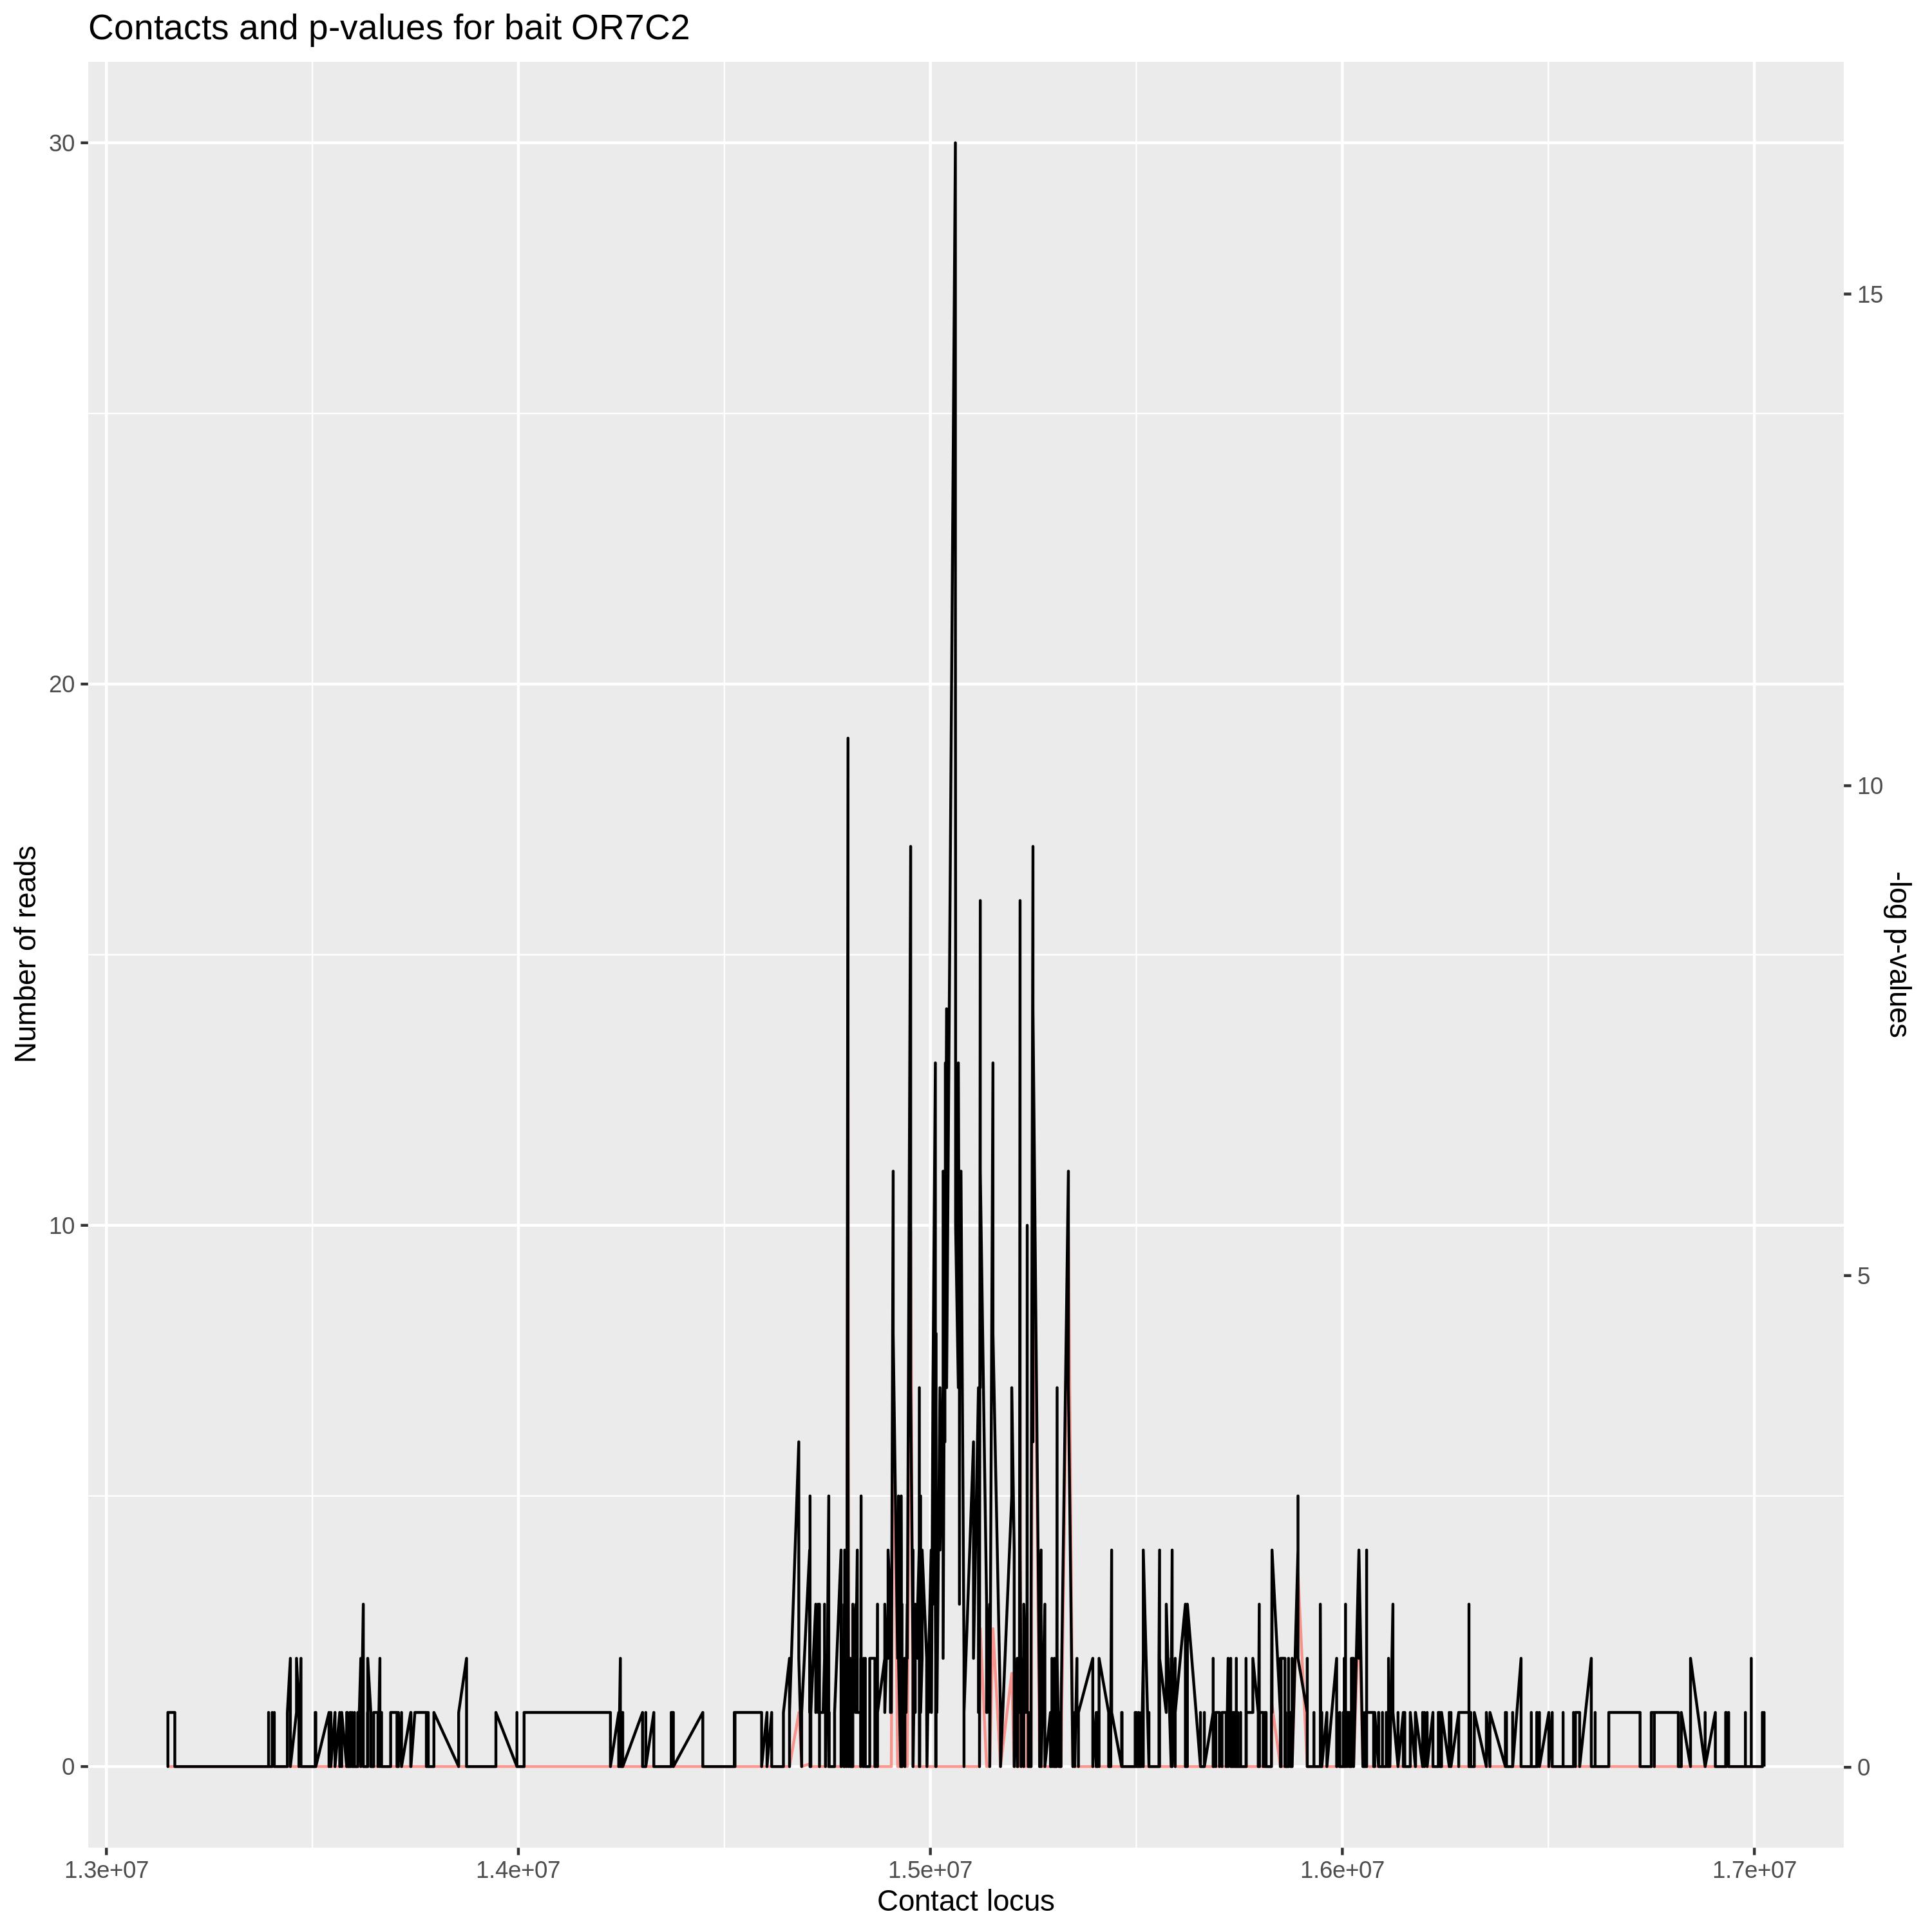 Contacts and p-values for bait OR7C2
30
20
10
0
Number of reads
15
10
5
0
-log p-values
1.3e+07
1.4e+07
1.5e+07
1.6e+07
1.7e+07
Contact locus